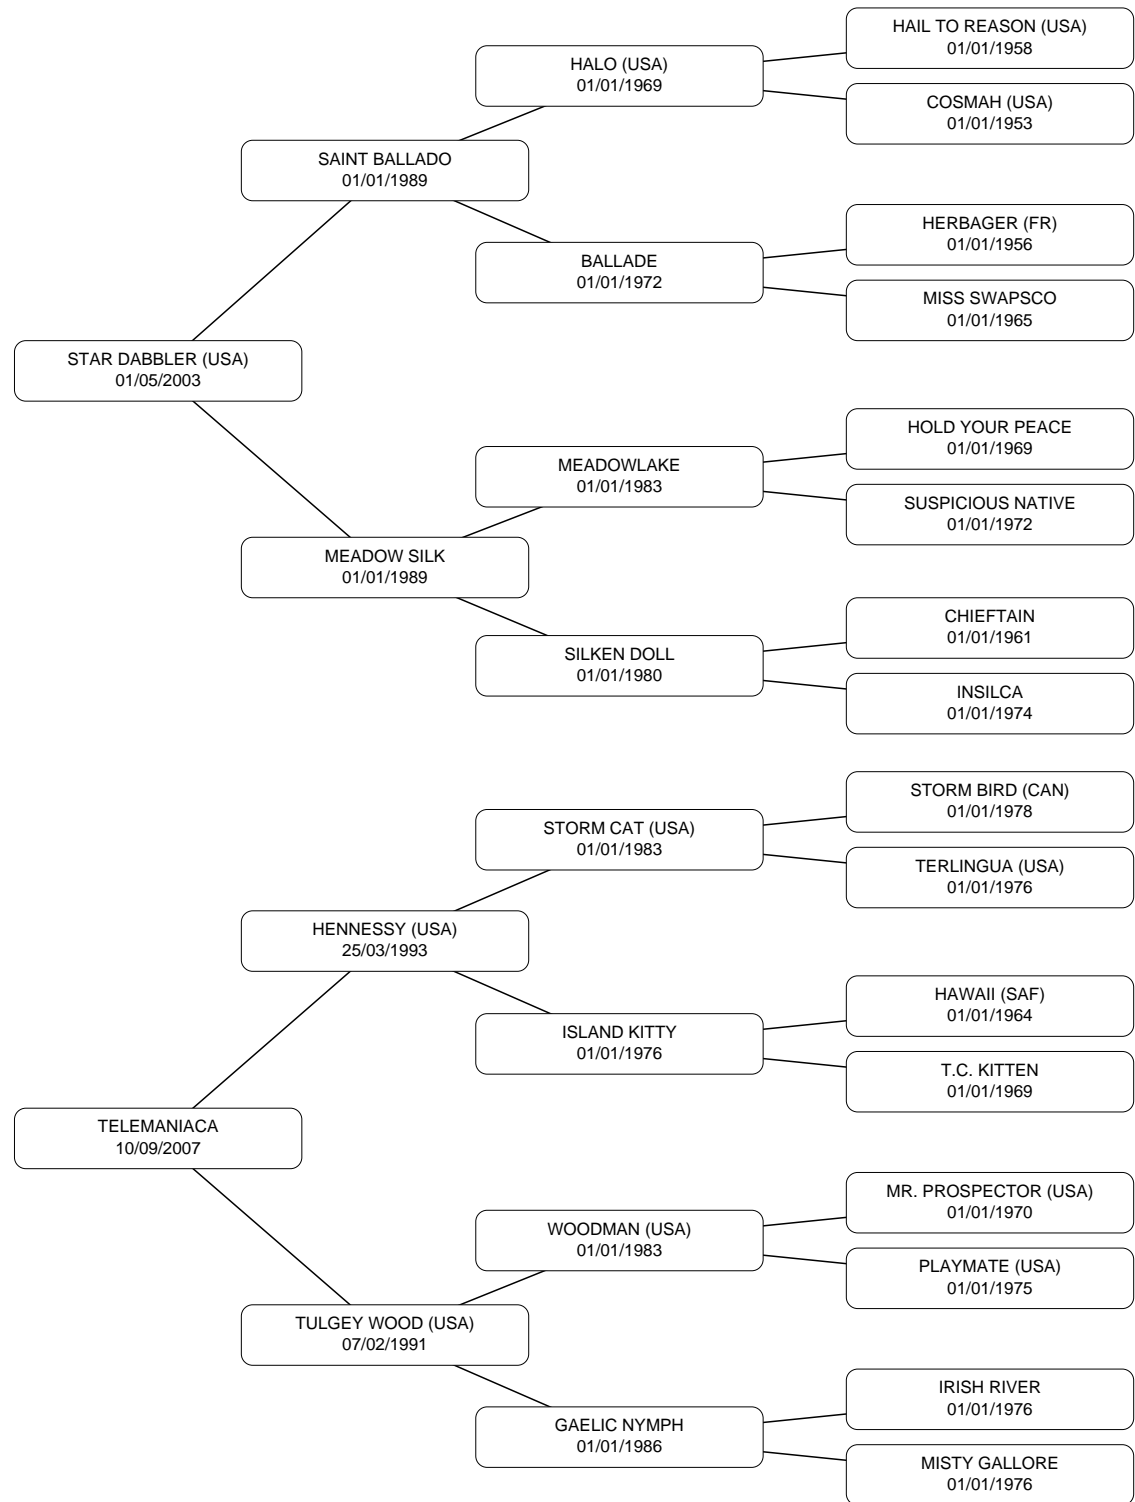 HAIL TO REASON (USA)
01/01/1958
HALO (USA)
01/01/1969
COSMAH (USA)
01/01/1953
SAINT BALLADO
01/01/1989
HERBAGER (FR)
01/01/1956
BALLADE
01/01/1972
MISS SWAPSCO
01/01/1965
STAR DABBLER (USA)
01/05/2003
HOLD YOUR PEACE
01/01/1969
MEADOWLAKE
01/01/1983
SUSPICIOUS NATIVE
01/01/1972
MEADOW SILK
01/01/1989
CHIEFTAIN
01/01/1961
SILKEN DOLL
01/01/1980
INSILCA
01/01/1974
STORM BIRD (CAN)
01/01/1978
STORM CAT (USA)
01/01/1983
TERLINGUA (USA)
01/01/1976
HENNESSY (USA)
25/03/1993
HAWAII (SAF)
01/01/1964
ISLAND KITTY
01/01/1976
T.C. KITTEN
01/01/1969
TELEMANIACA
10/09/2007
MR. PROSPECTOR (USA)
01/01/1970
WOODMAN (USA)
01/01/1983
PLAYMATE (USA)
01/01/1975
TULGEY WOOD (USA)
07/02/1991
IRISH RIVER
01/01/1976
GAELIC NYMPH
01/01/1986
MISTY GALLORE
01/01/1976